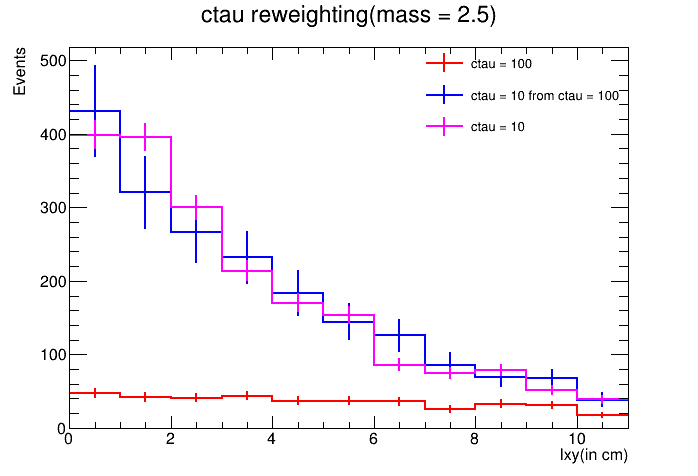 ctau reweighting(mass = 2.5)
Events
500
400
300
200
100
0
ctau = 100
ctau = 10 from ctau = 100
ctau = 10
0 2 4 6 8 10
lxy(in cm)